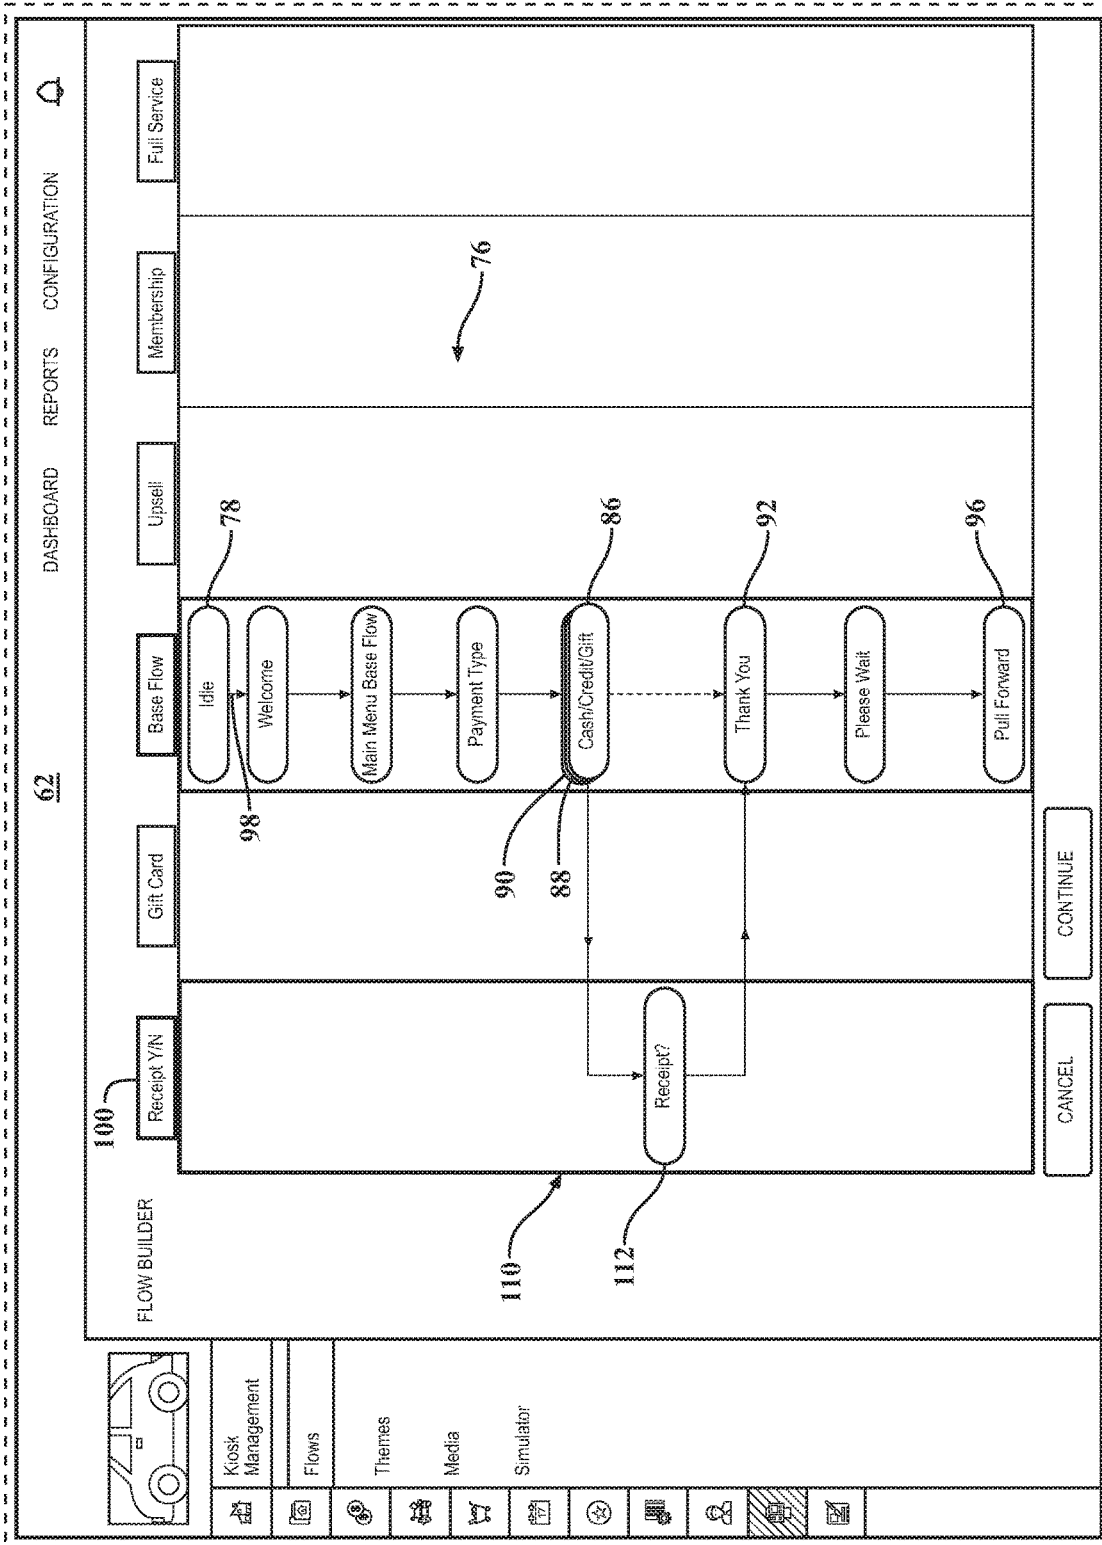 62
DASHBOARD REPORTS CONFIGURATION
FLOW BUILDER
100
Receipt Y/N
Gift Card
Base Flow
Upsell
Membership
Full Service
Kiosk
Management
Flows
Themes
Media
Simulator
17
Idle
78
98
Welcome
Main Menu Base Flow
76
Payment Type
90
88
Cash/Credit/Gift
86
110
112
Receipt?
Thank You
92
Please Wait
Pull Forward
96
CANCEL
CONTINUE